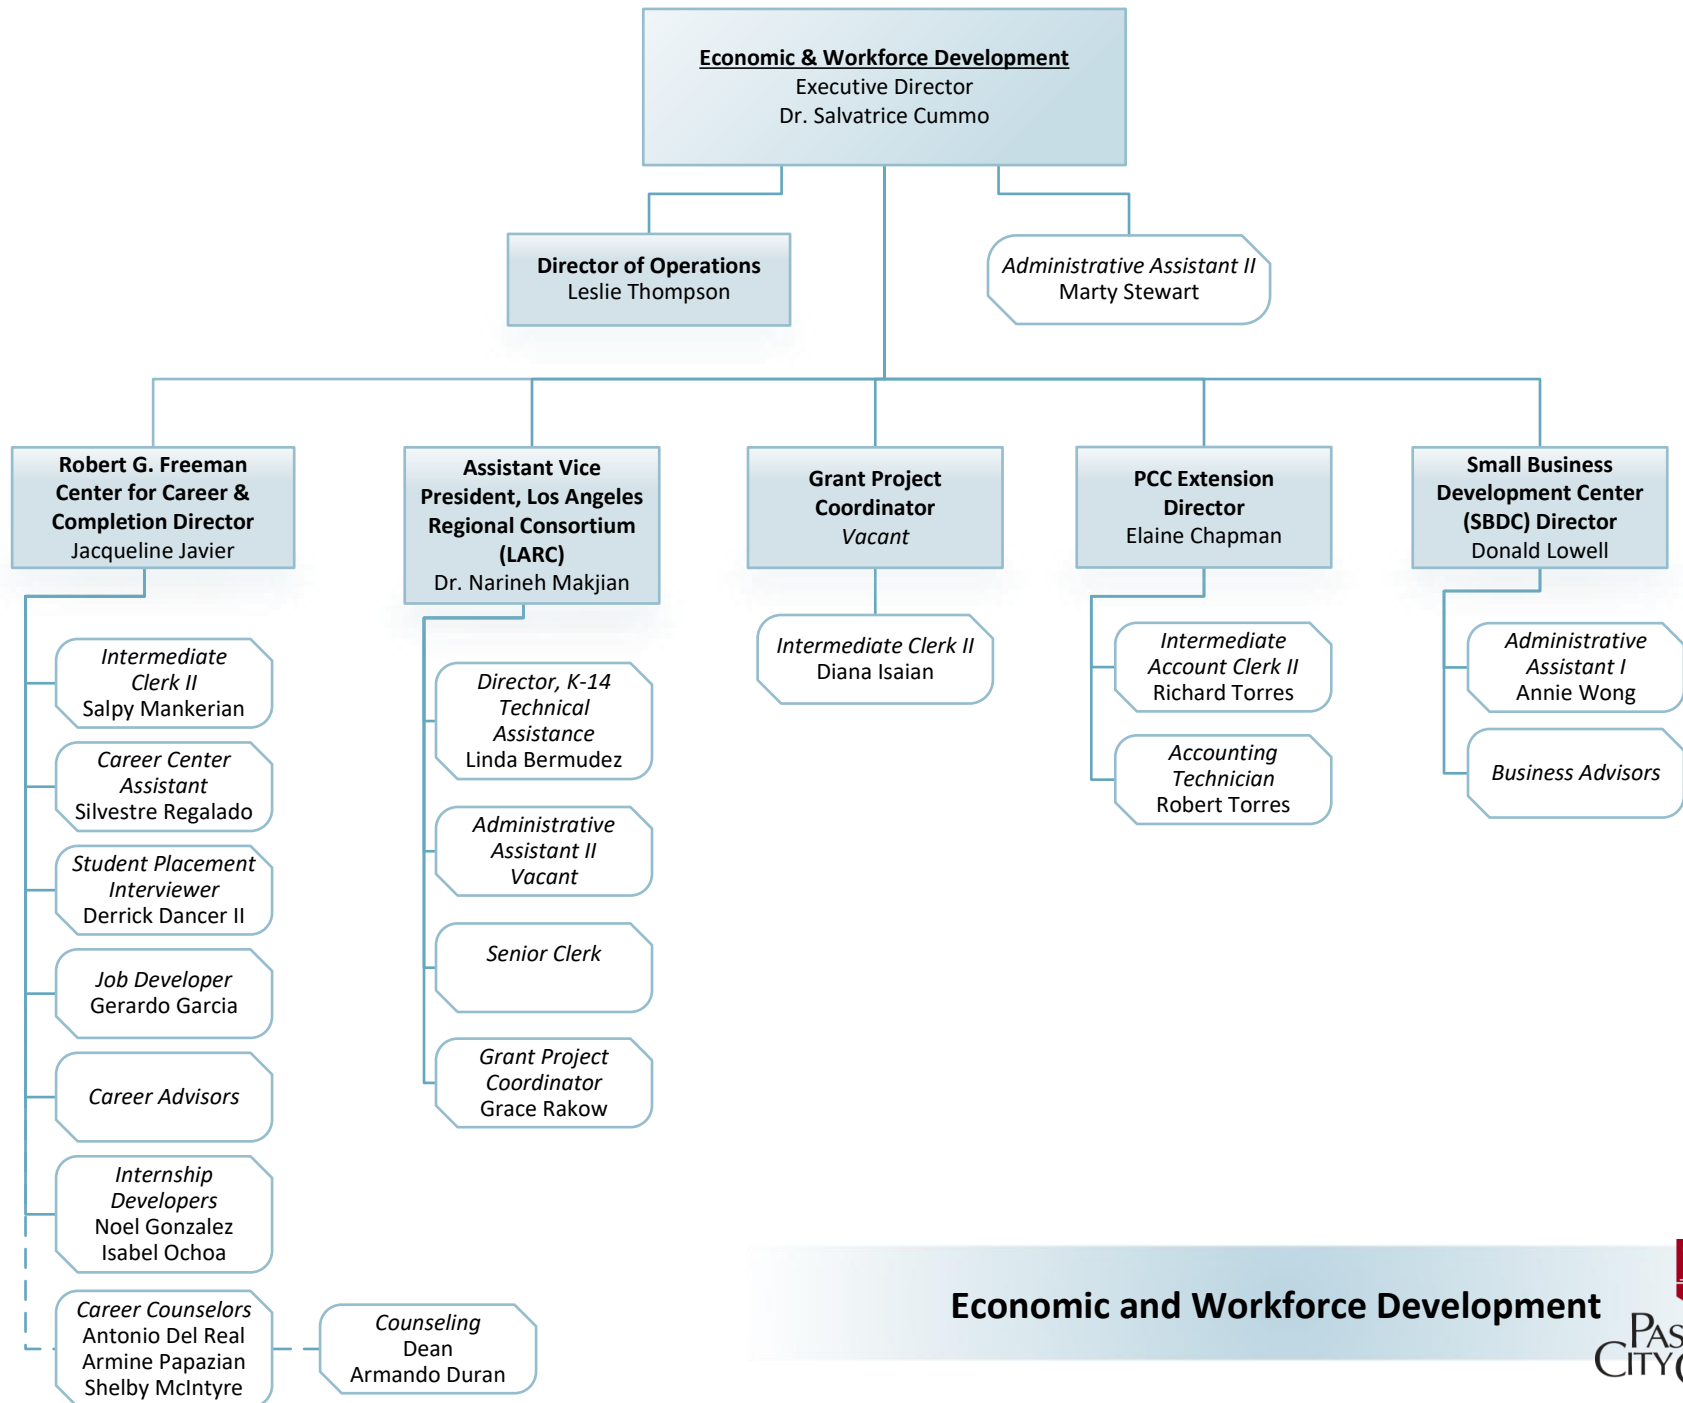 Economic & Workforce Development
Executive Director
Dr. Salvatrice Cummo
Director of Operations
Leslie Thompson
Administrative Assistant II
Marty Stewart
Robert G. Freeman
Center for Career &
Completion Director
Jacqueline Javier
Assistant Vice
President, Los Angeles
Regional Consortium
(LARC)
Dr. Narineh Makjian
Grant Project
Coordinator
Vacant
PCC Extension
Director
Elaine Chapman
Small Business
Development Center
(SBDC) Director
Donald Lowell
Intermediate
Clerk II
Salpy Mankerian
Career Center
Assistant
Silvestre Regalado
Student Placement
Interviewer
Derrick Dancer II
Job Developer
Gerardo Garcia
Career Advisors
Internship
Developers
Noel Gonzalez
Isabel Ochoa
Career Counselors
Antonio Del Real
Armine Papazian
Shelby McIntyre
Counseling
Dean
Armando Duran
Director, K-14
Technical
Assistance
Linda Bermudez
Administrative
Assistant II
Vacant
Senior Clerk
Grant Project
Coordinator
Grace Rakow
Intermediate Clerk II
Diana Isaian
Intermediate
Account Clerk II
Richard Torres
Accounting
Technician
Robert Torres
Administrative
Assistant I
Annie Wong
Business Advisors
Economic and Workforce Development
PAS
CITY